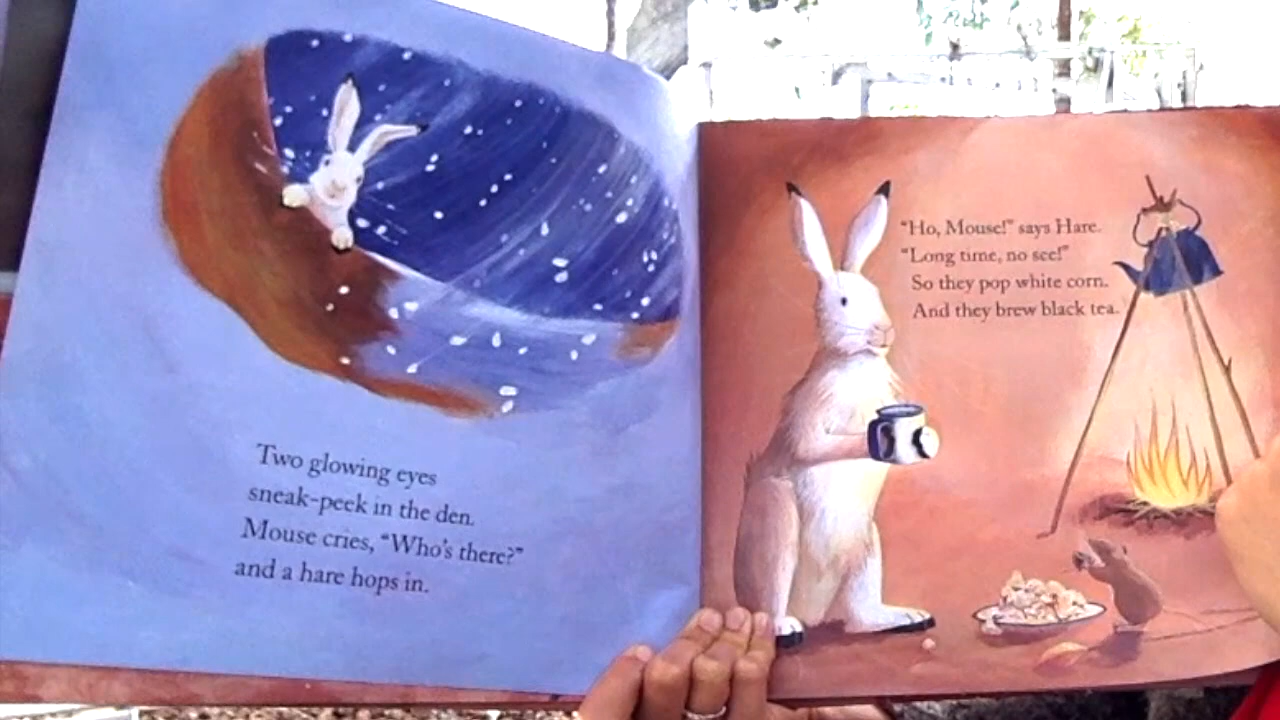 Two glowing eyes
sneak-peek in the den.
Mouse cries, “Who's there?”
and a hare hops in.
“Ho, Mouse!” says Hare.
“Long time, no see!”
So they pop white corn.
And they brew black tea.